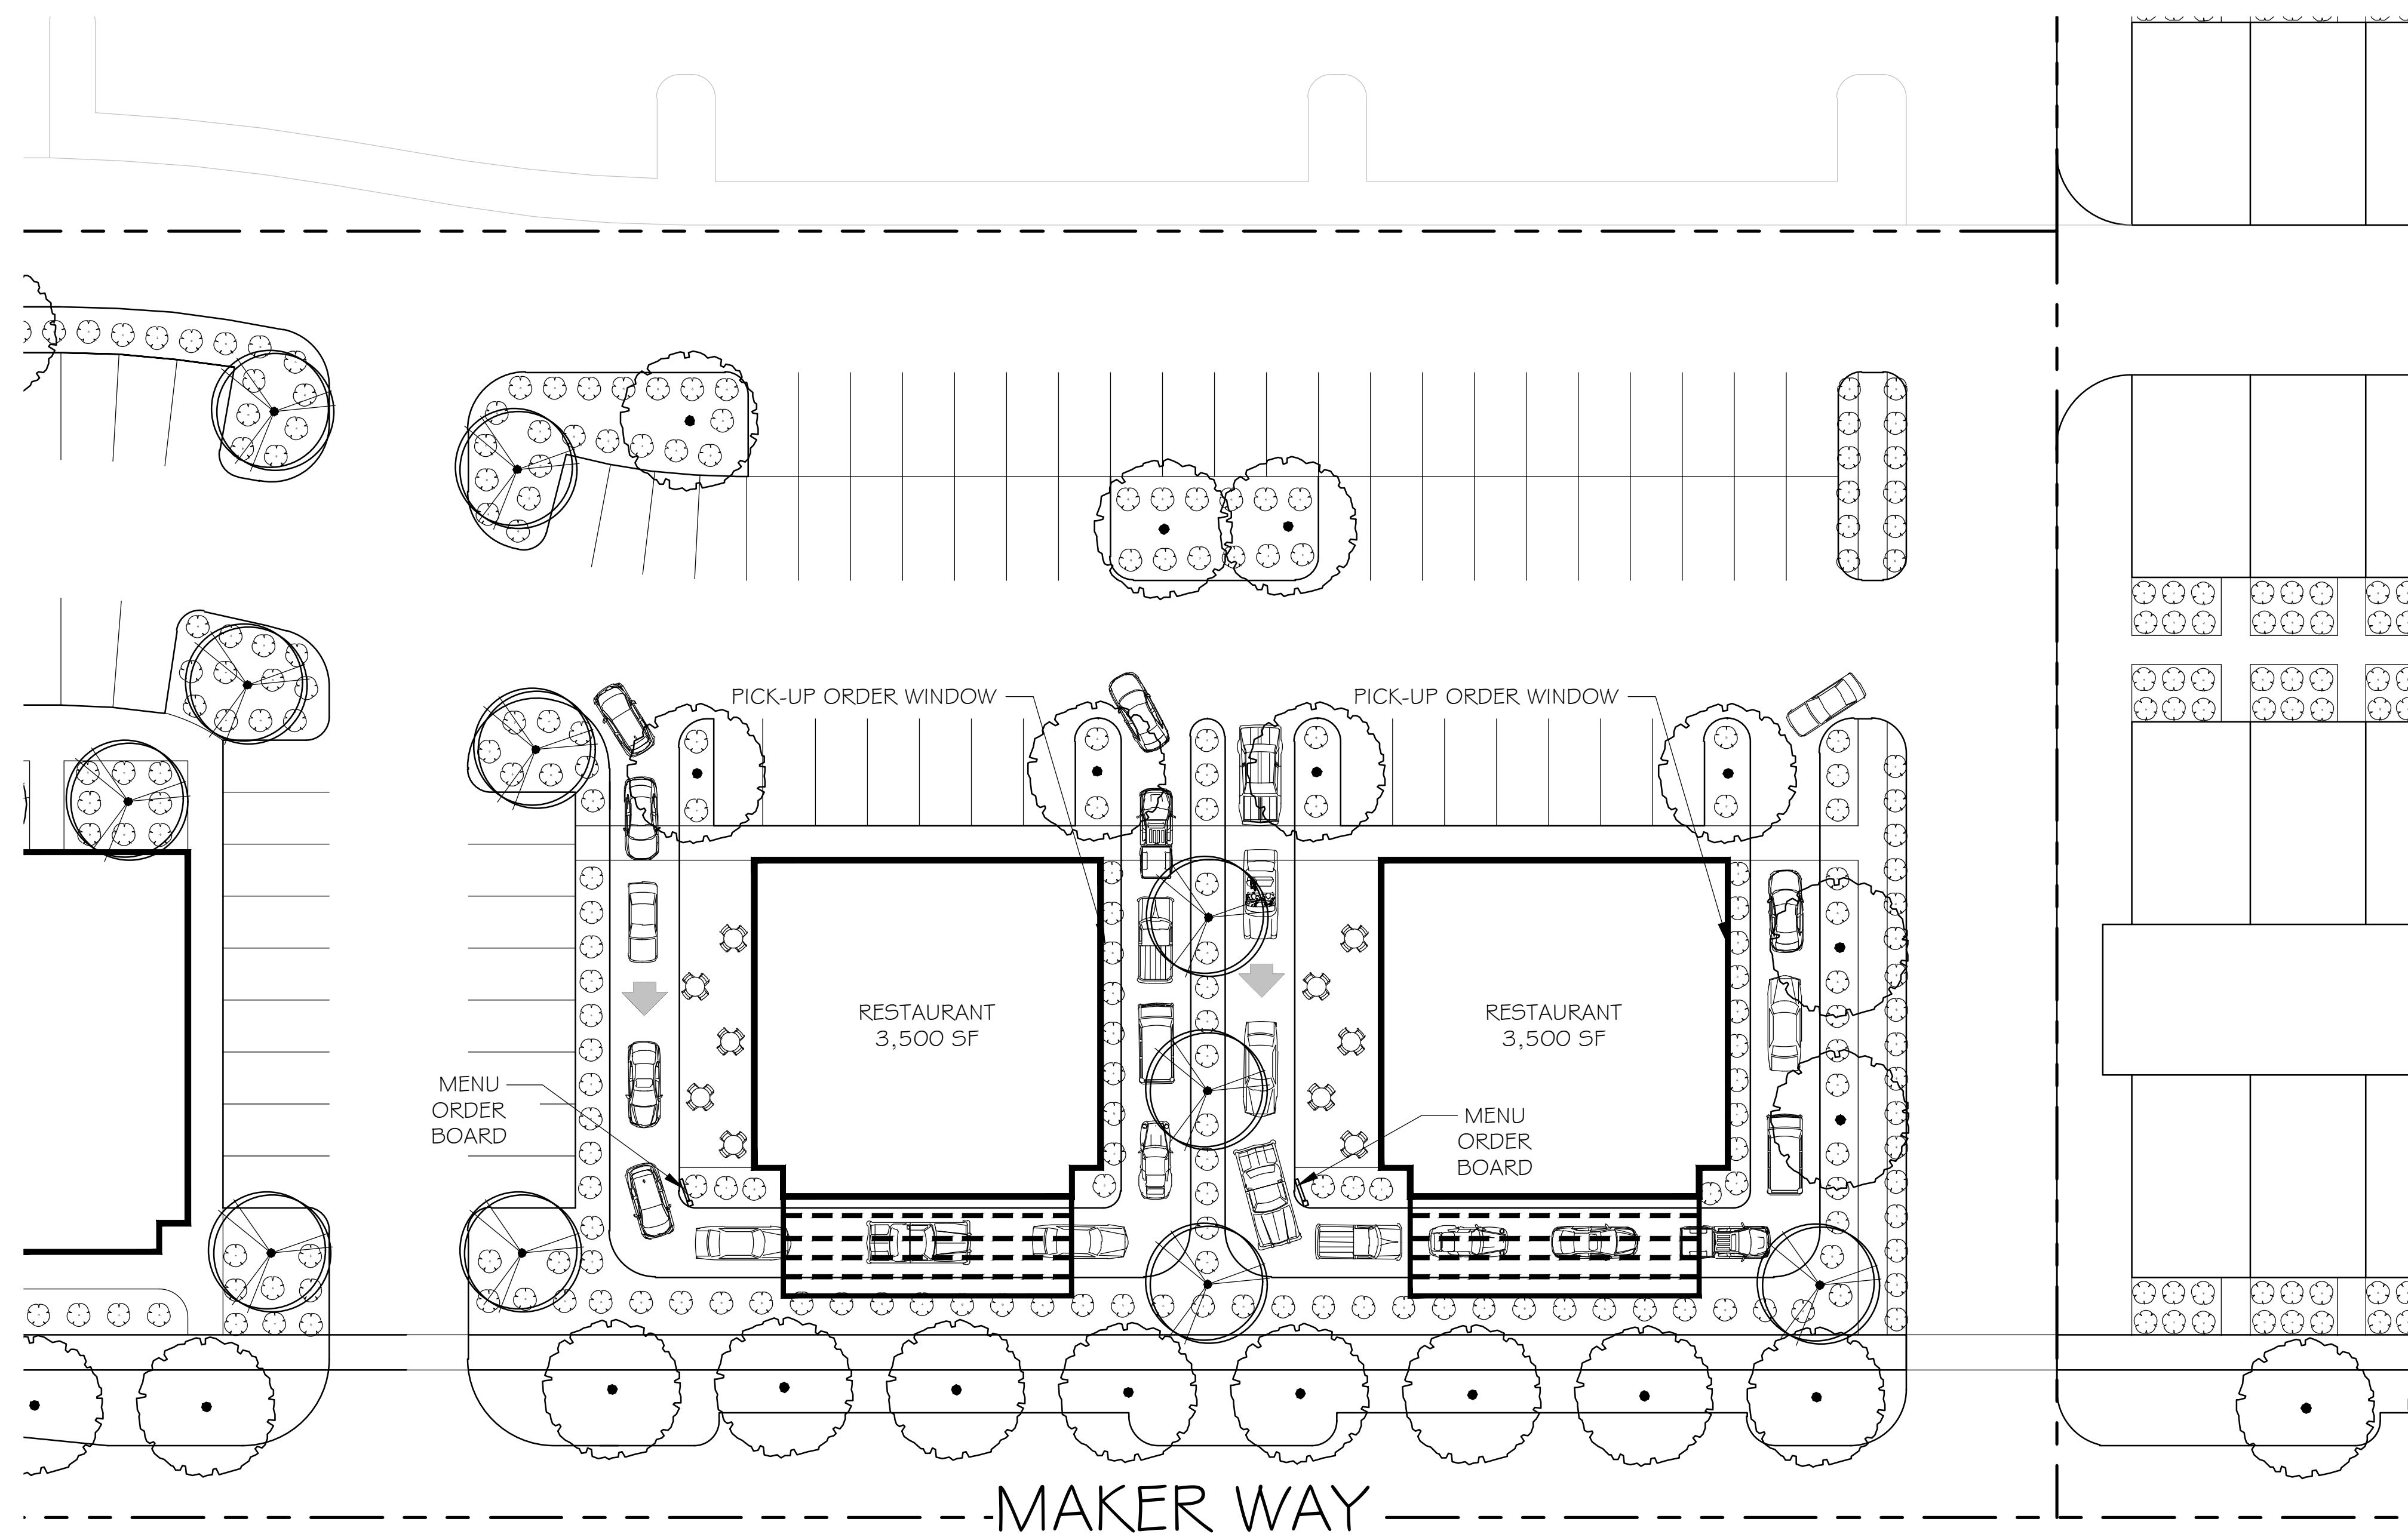 PICK-UP ORDER WINDOW
PICK-UP ORDER WINDOW
RESTAURANT
3,500 SF
RESTAURANT
3,500 SF
MENU
ORDER
BOARD
MENU
ORDER
BOARD
MAKER WAY